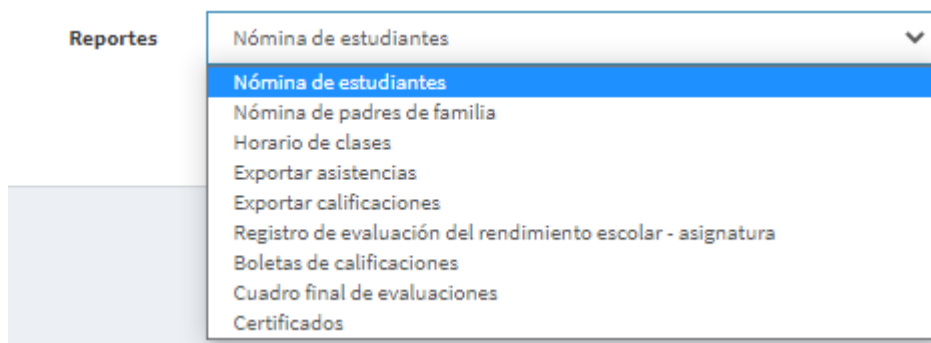 Reportes
Nómina de estudiantes
Nómina de estudiantes
Nómina de padres de familia
Horario de clases
Exportar asistencias
Exportar calificaciones
Registro de evaluación del rendimiento escolar - asignatura
Boletas de calificaciones
Cuadro final de evaluaciones
Certificados